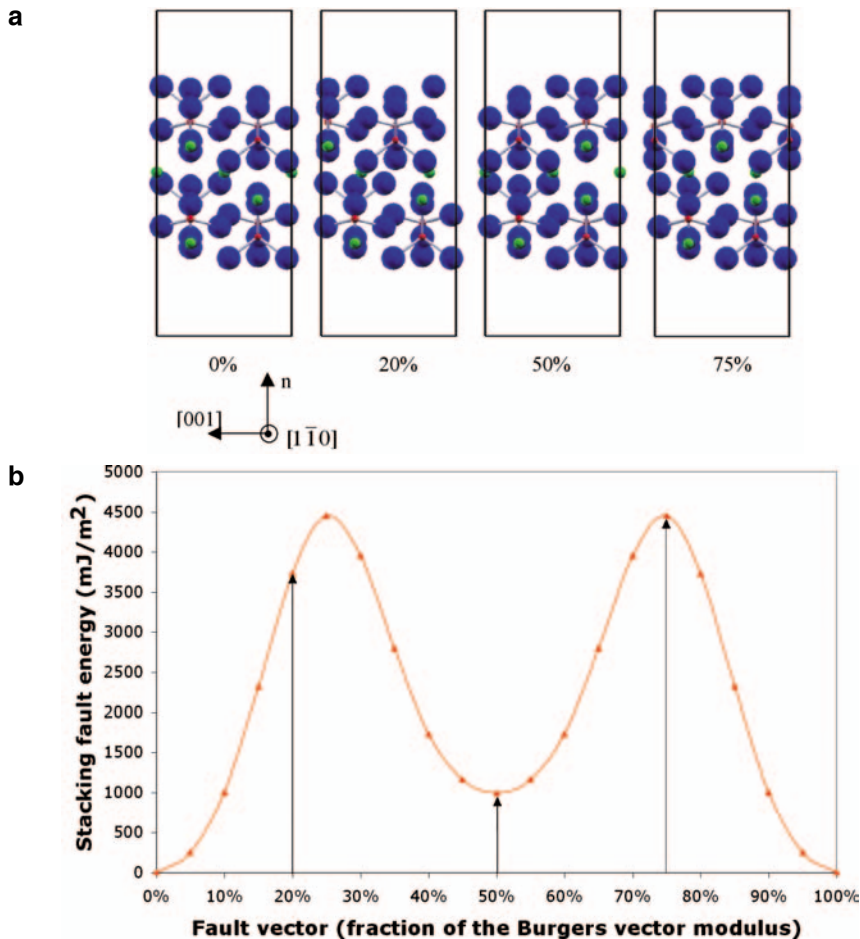 a
0% 20% 50% 75%
n
[001]
[11̅0]
b
Stacking fault energy (mJ/m²)
5000
4500
4000
3500
3000
2500
2000
1500
1000
500
0
0% 10% 20% 30% 40% 50% 60% 70% 80% 90% 100%
Fault vector (fraction of the Burgers vector modulus)